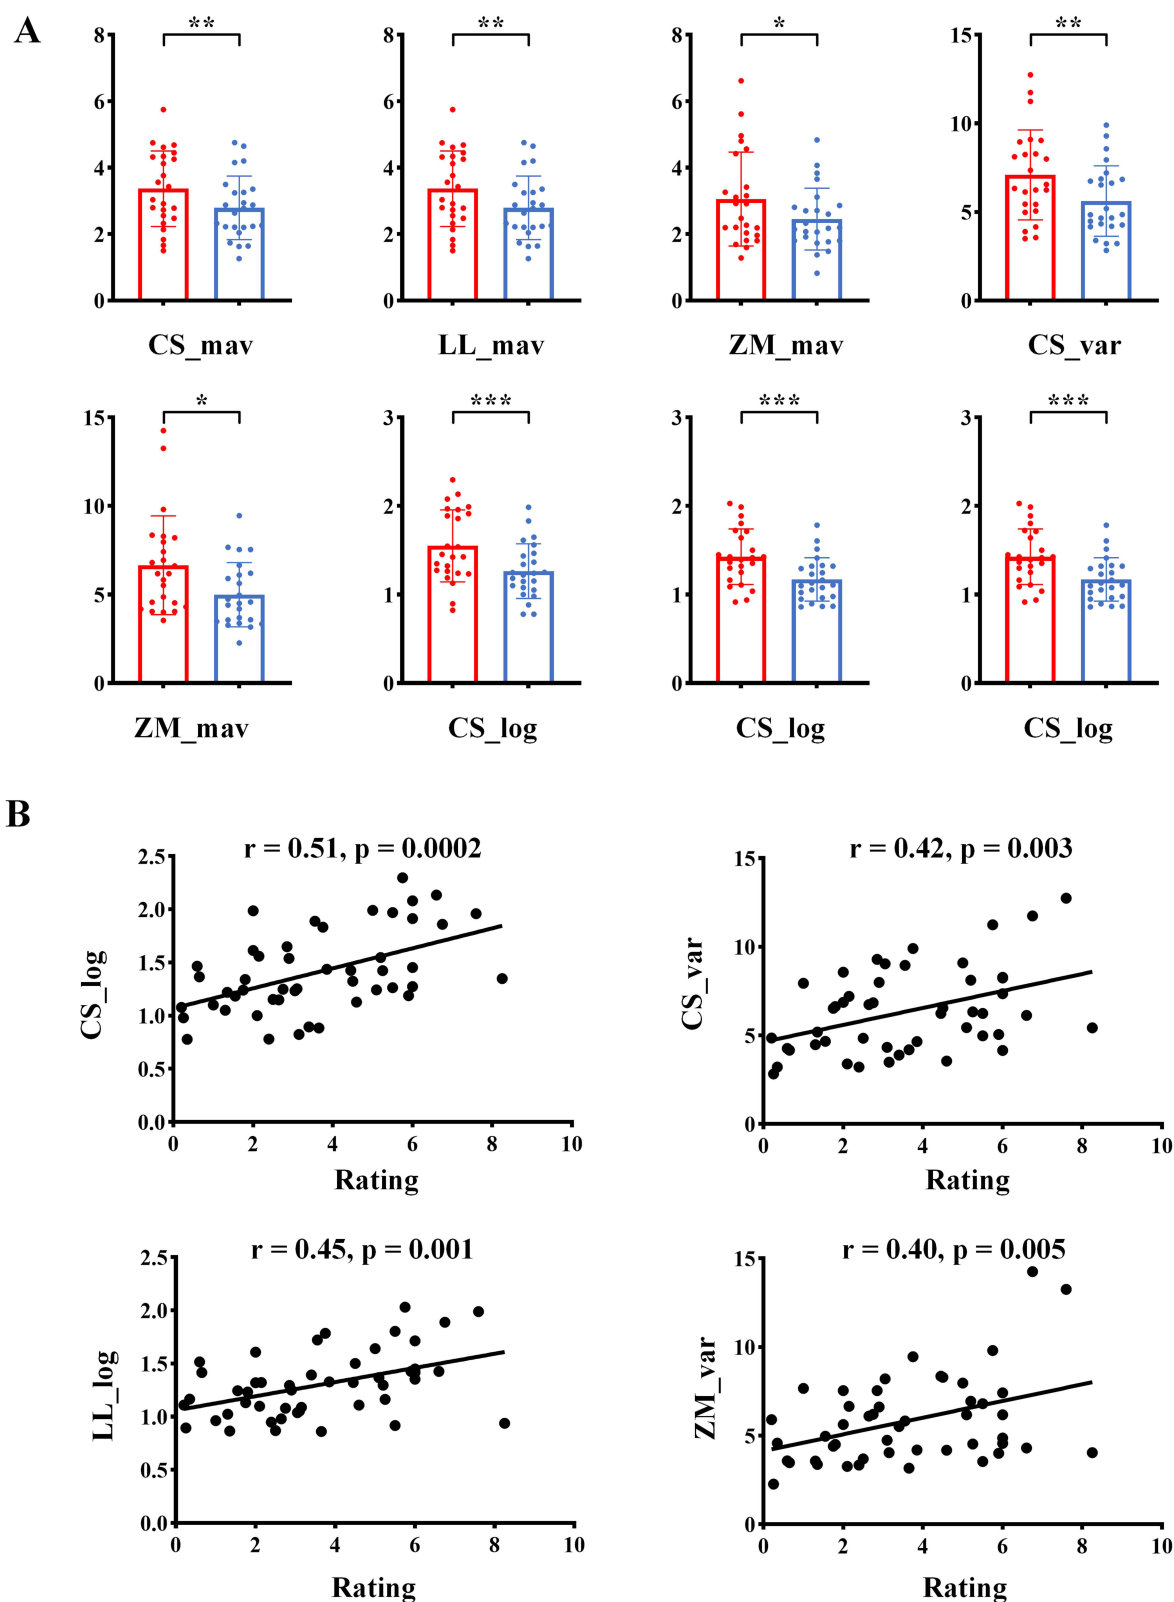 A
** ** * **
8 8 8 15
6 6 6 10
4 4 4
2 2 2 5
0 0 0 0
CS_mav LL_mav ZM_mav CS_var
* *** *** ***
15 3 3 3
10 2 2 2
5 1 1 1
0 0 0 0
ZM_mav CS_log CS_log CS_log
B
r = 0.51, p = 0.0002 r = 0.42, p = 0.003
2.5 15
2.0
1.5 10
1.0
0.5 5
0.0 0
CS_log CS_var
0 2 4 6 8 10 0 2 4 6 8 10
Rating Rating
r = 0.45, p = 0.001 r = 0.40, p = 0.005
2.5 15
2.0
1.5 10
1.0
0.5 5
0.0 0
LL_log ZM_var
0 2 4 6 8 10 0 2 4 6 8 10
Rating Rating